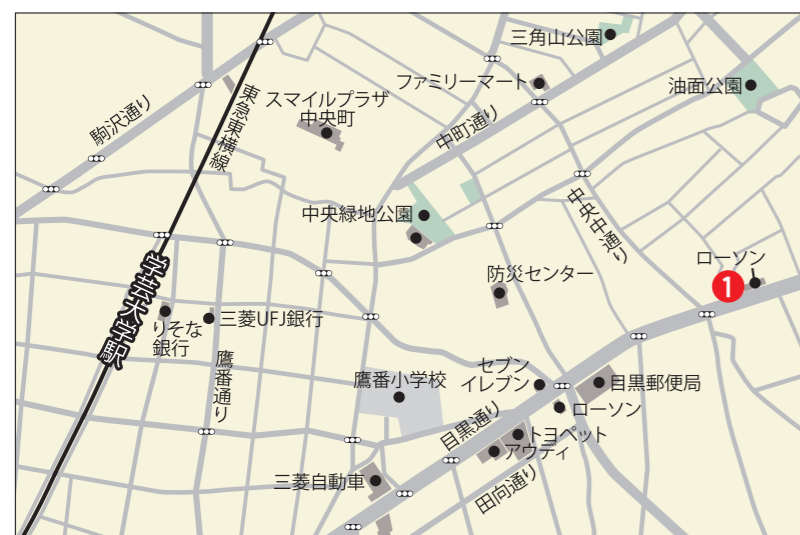 三角山公園
ファミリーマート
油面公園
駒沢通り
東急東横線
スマイルプラザ
中央町
中町通り
中央緑地公園
中央中通り
ローソン
1
防災センター
学芸大学駅
りそな
銀行
三菱UFJ銀行
鷹番通り
鷹番小学校
セブン
イレブン
目黒郵便局
ローソン
目黒通り
トヨペット
アウディ
三菱自動車
田向通り